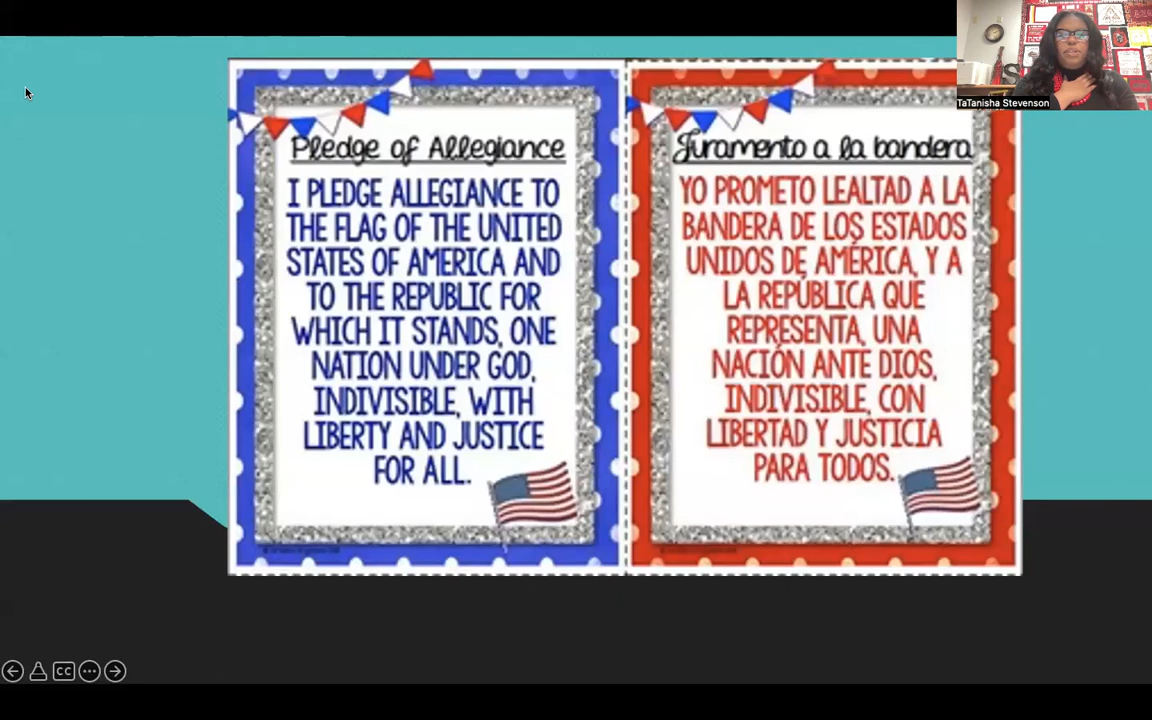 TaTanisha Stevenson
Pledge of Allegiance
I PLEDGE ALLEGIANCE TO
THE FLAG OF THE UNITED
STATES OF AMERICA AND
TO THE REPUBLIC FOR
WHICH IT STANDS, ONE
NATION UNDER GOD,
INDIVISIBLE, WITH
LIBERTY AND JUSTICE
FOR ALL.
Juramento a la bandera
YO PROMETO LEALTAD A LA
BANDERA DE LOS ESTADOS
UNIDOS DE AMÉRICA, Y A
LA REPÚBLICA QUE
REPRESENTA, UNA
NACIÓN ANTE DIOS,
INDIVISIBLE, CON
LIBERTAD Y JUSTICIA
PARA TODOS.
CC